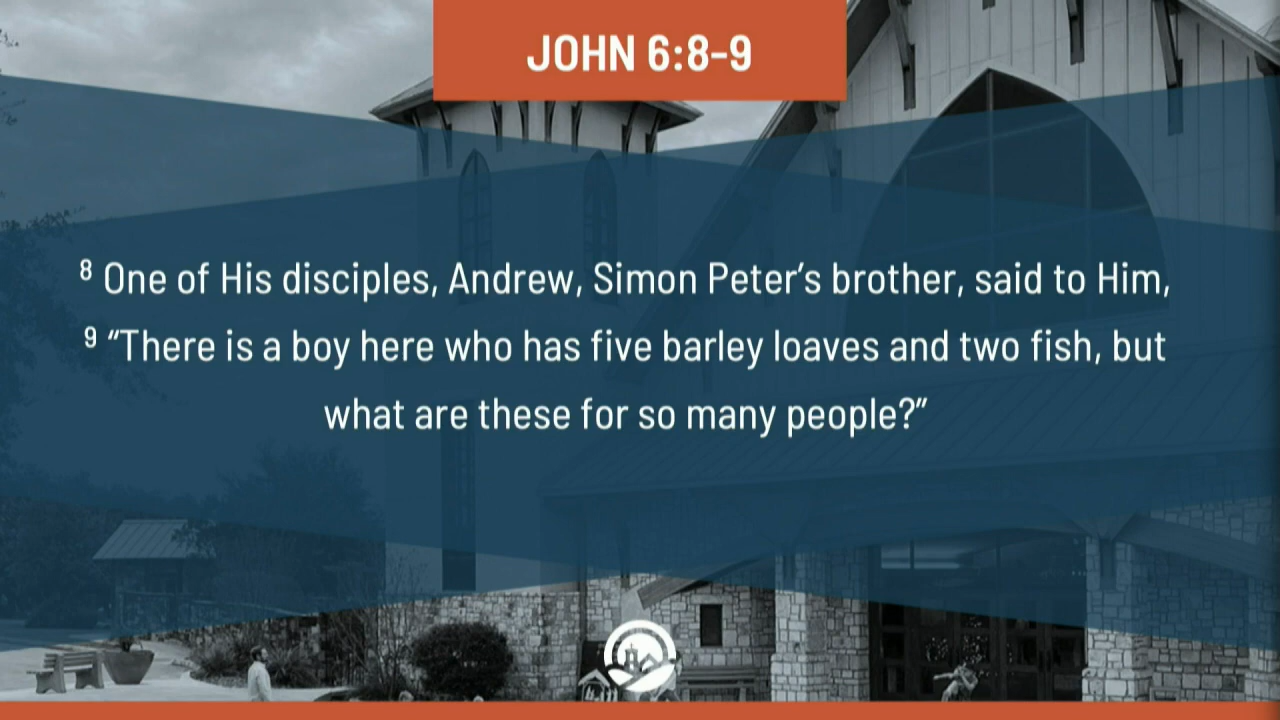 JOHN 6:8-9
⁸ One of His disciples, Andrew, Simon Peter’s brother, said to Him,
⁹ “There is a boy here who has five barley loaves and two fish, but
what are these for so many people?”